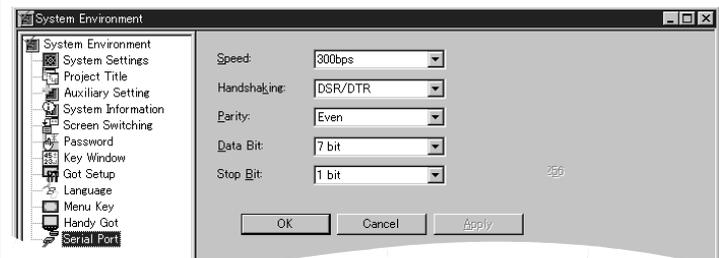 System Environment
System Environment
System Settings
Project Title
Auxiliary Setting
System Information
Screen Switching
Password
Key Window
Got Setup
Language
Menu Key
Handy Got
Serial Port
Speed: 300bps
Handshaking: DSR/DTR
Parity: Even
Data Bit: 7 bit
Stop Bit: 1 bit
256
OK Cancel Apply